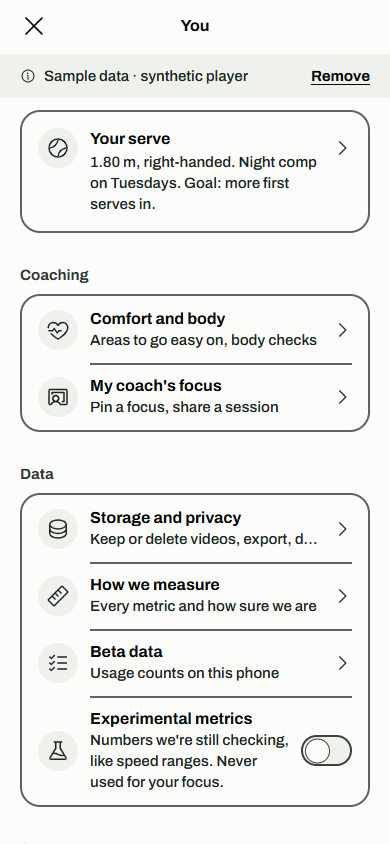 You
Sample data · synthetic player
Remove
Your serve
1.80 m, right-handed. Night comp
on Tuesdays. Goal: more first
serves in.
Coaching
Comfort and body
Areas to go easy on, body checks
My coach's focus
Pin a focus, share a session
Data
Storage and privacy
Keep or delete videos, export, d...
How we measure
Every metric and how sure we are
Beta data
Usage counts on this phone
Experimental metrics
Numbers we're still checking,
like speed ranges. Never
used for your focus.